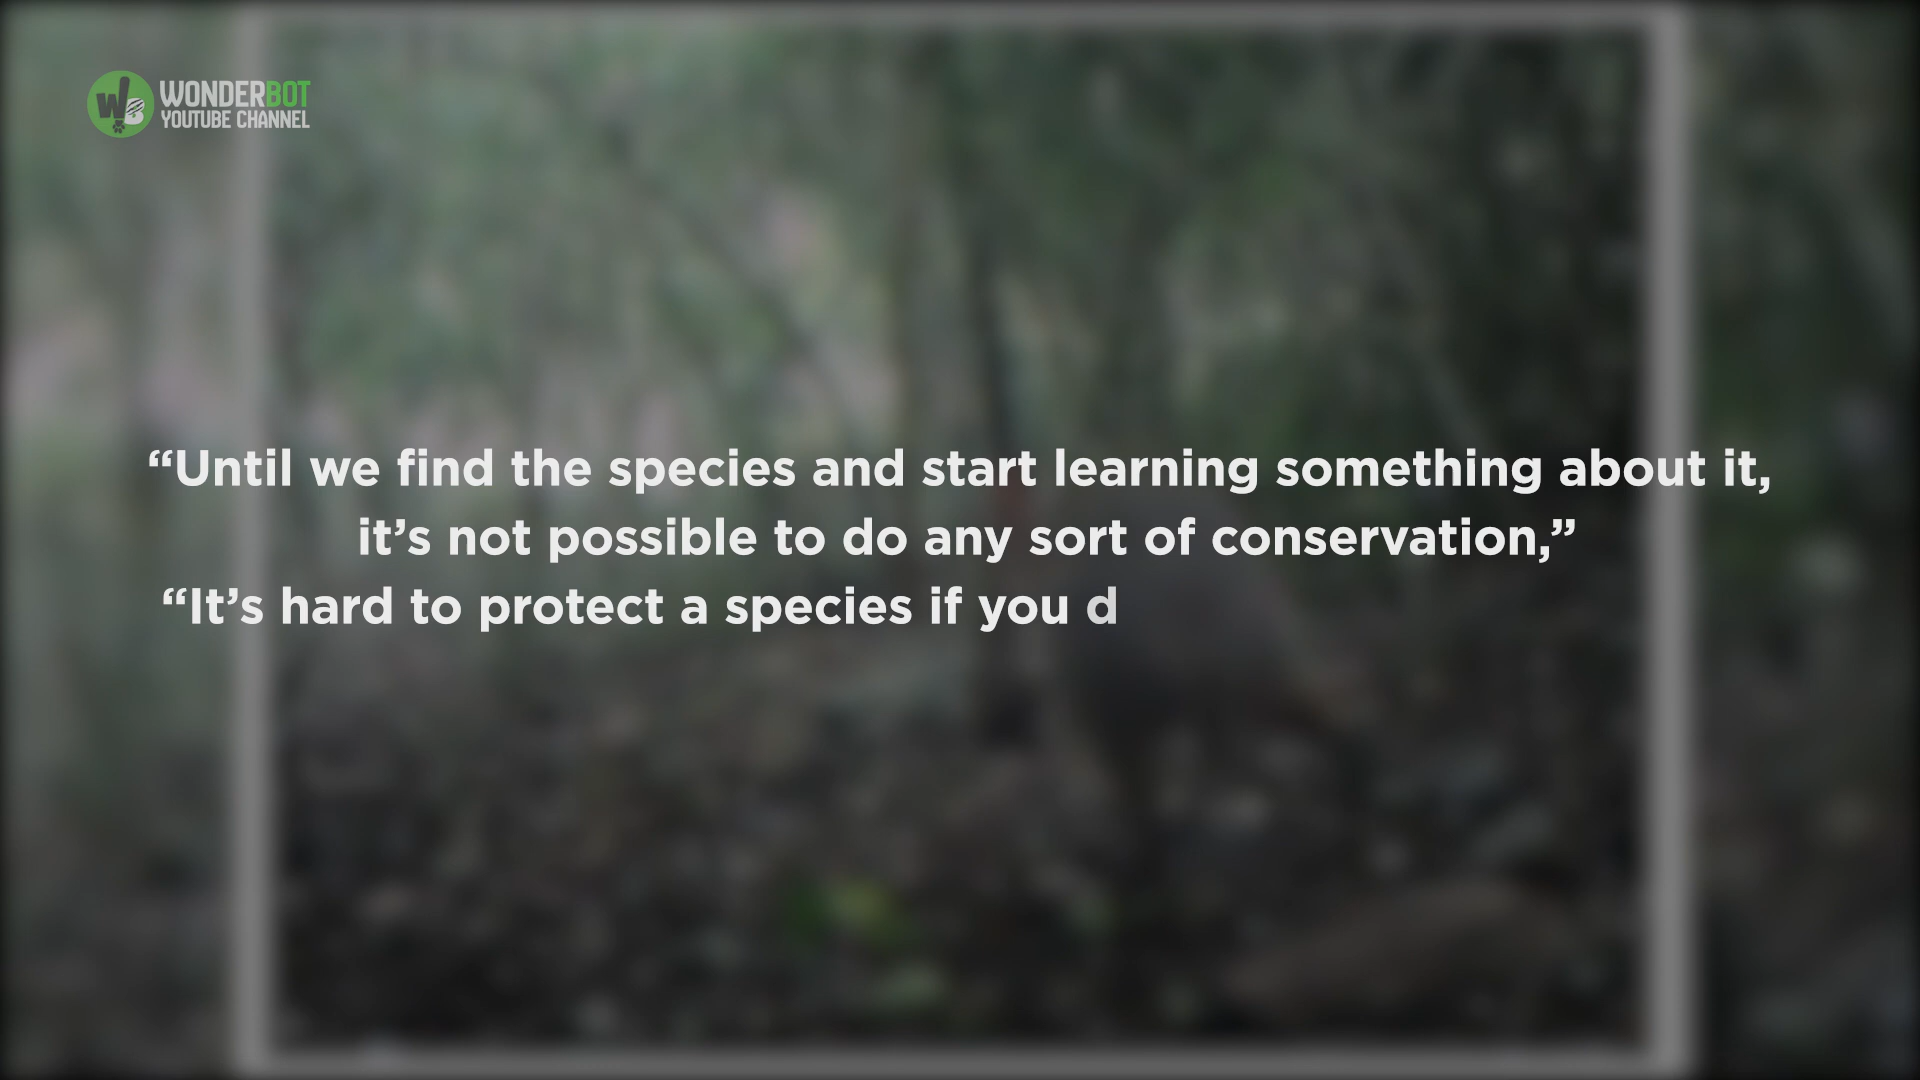 WONDERBOT
YOUTUBE CHANNEL
“Until we find the species and start learning something about it,
it’s not possible to do any sort of conservation,”
“It’s hard to protect a species if you d